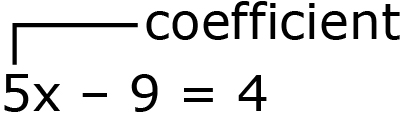 coefficient
5x − 9 = 4